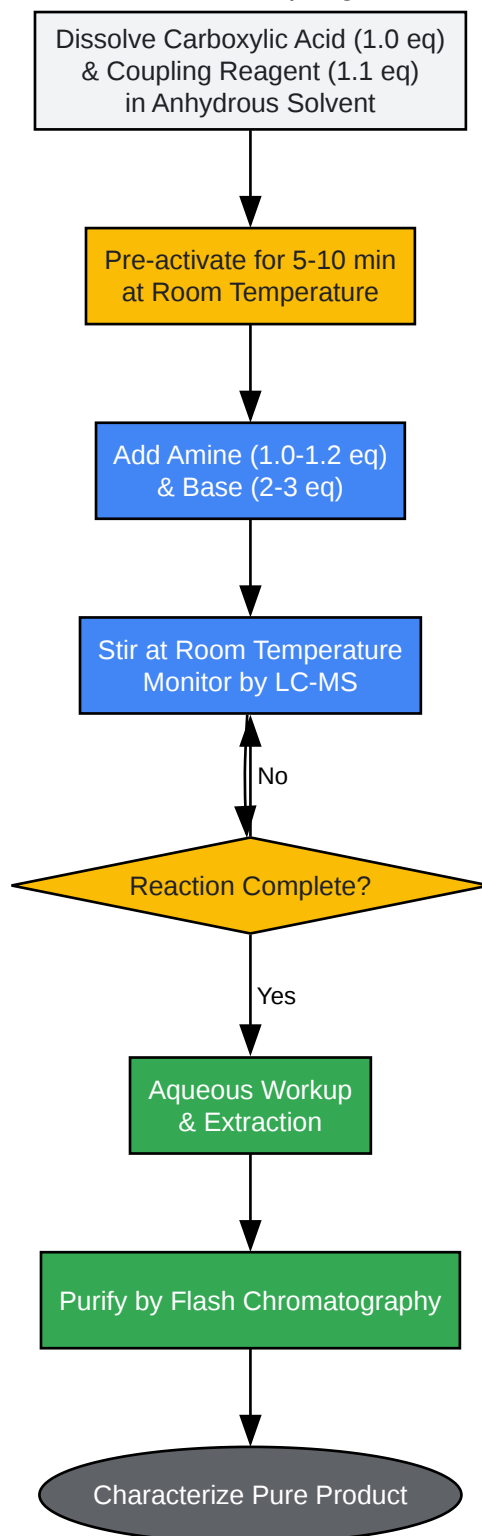 Dissolve Carboxylic Acid (1.0 eq)
& Coupling Reagent (1.1 eq)
in Anhydrous Solvent
Pre-activate for 5-10 min
at Room Temperature
Add Amine (1.0-1.2 eq)
& Base (2-3 eq)
Stir at Room Temperature
Monitor by LC-MS
No
Reaction Complete?
Yes
Aqueous Workup
& Extraction
Purify by Flash Chromatography
Characterize Pure Product